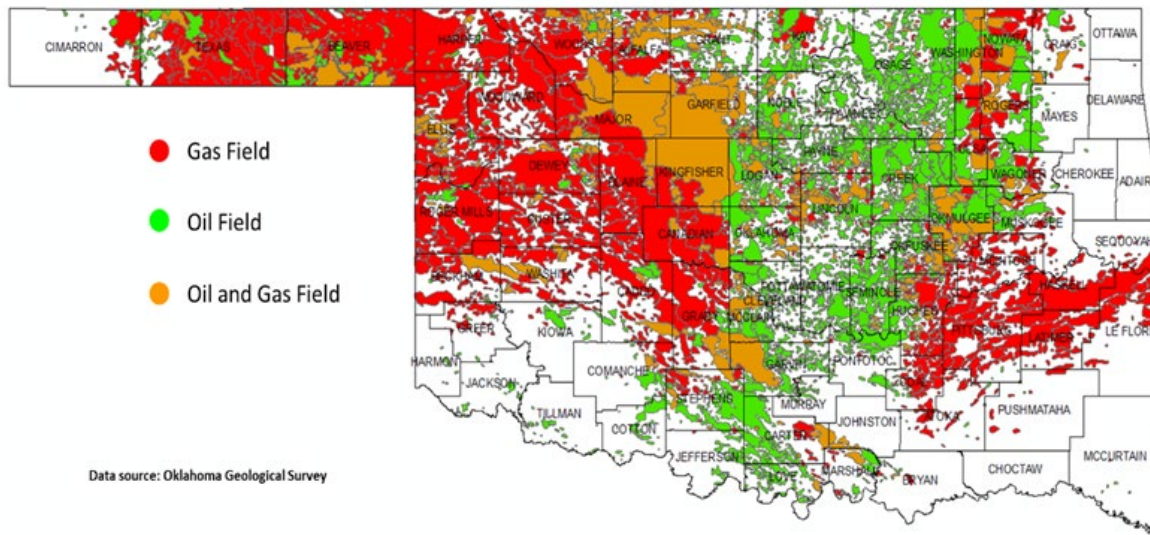 CIMARRON
TEXAS
BEAVER
HARPER
WOODS
ALFALFA
GRANT
KAY
OSAGE
WASHINGTON
NOWATA
CRAIG
OTTAWA
ELLIS
WOODWARD
MAJOR
GARFIELD
NOBLE
PAWNEE
ROGERS
MAYES
DELAWARE
DEWEY
BLAINE
KINGFISHER
LOGAN
PAYNE
CREEK
TULSA
WAGONER
CHEROKEE
ADAIR
ROGER MILLS
CUSTER
CANADIAN
OKLAHOMA
LINCOLN
OKMULGEE
MUSKOGEE
OKFUSKEE
MCINTOSH
SEQUOYAH
BECKHAM
WASHITA
CADDO
GRADY
CLEVELAND
MCCLAIN
POTTAWATOMIE
SEMINOLE
HUGHES
PITTSBURG
HASKEL
LATIMER
LE FLOR
GREER
KIOWA
HARMON
JACKSON
COMANCHE
TILLMAN
COTTON
STEPHENS
GARVIN
PONTOTOC
COAL
MURRAY
JOHNSTON
ATOKA
PUSHMATAHA
CARTER
JEFFERSON
LOVE
MARSHALL
BRYAN
CHOCTAW
MCCURTAIN
Gas Field
Oil Field
Oil and Gas Field
Data source: Oklahoma Geological Survey